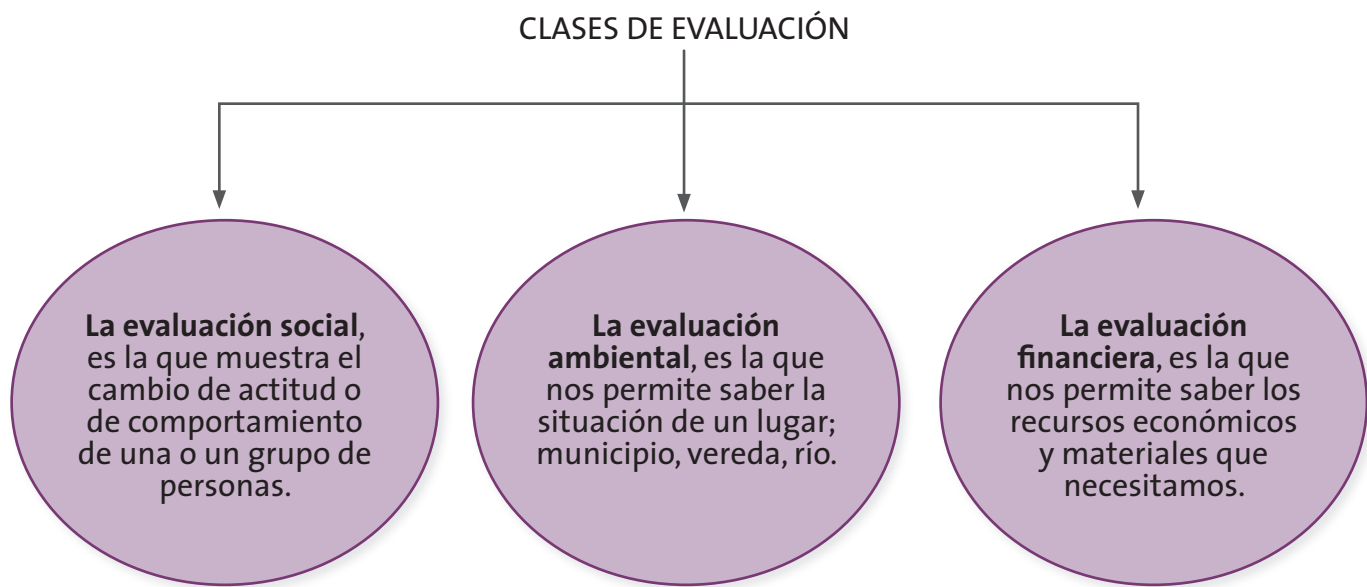 CLASES DE EVALUACIÓN
La evaluación social,
es la que muestra el
cambio de actitud o
de comportamiento
de una o un grupo de
personas.
La evaluación
ambiental, es la que
nos permite saber la
situación de un lugar;
municipio, vereda, río.
La evaluación
financiera, es la que
nos permite saber los
recursos económicos
y materiales que
necesitamos.